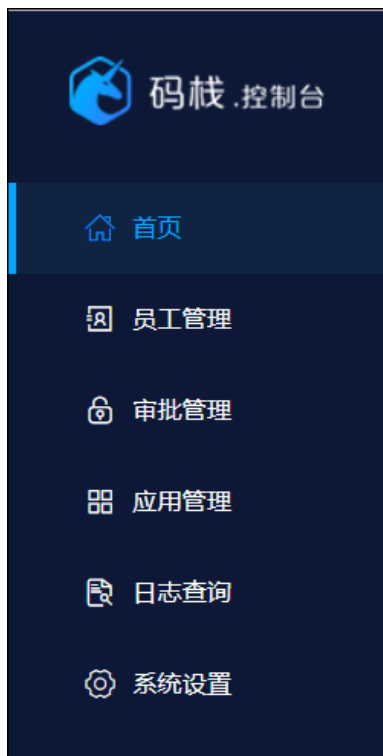 码栈.控制台
首页
员工管理
审批管理
应用管理
日志查询
系统设置